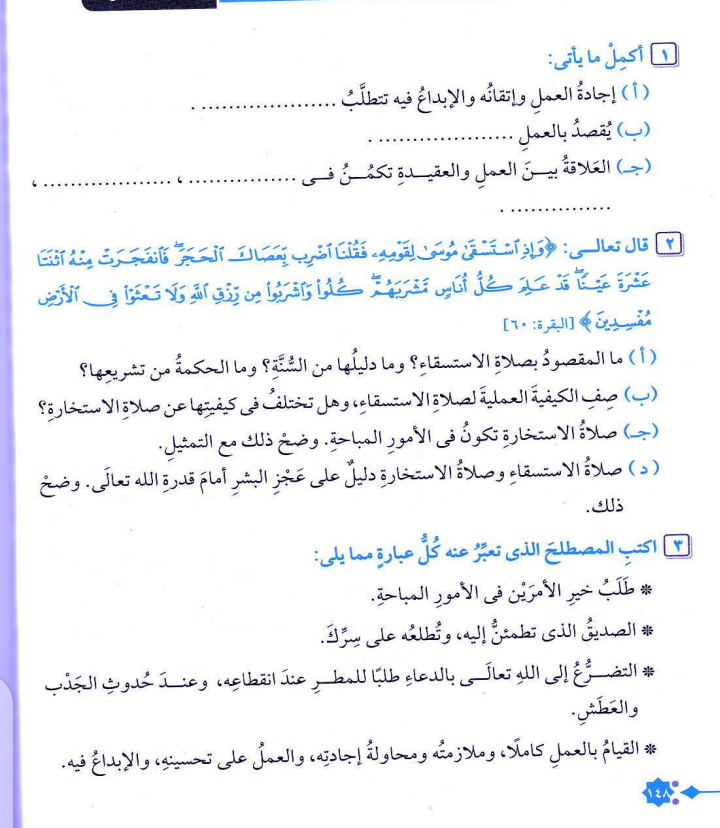 ١ أكمِلْ ما يأتى:
(أ) إجادةُ العملِ وإتقانُه والإبداعُ فيه تتطلَّبُ ..................... .
(ب) يُقصدُ بالعملِ ..................... .
(جـ) العَلاقةُ بيـنَ العملِ والعقيـدةِ تكمُـنُ فـى ................. ، .................... ،
................ .
٢ قال تعالـى: ﴿وَإِذِ ٱسْتَسْقَىٰ مُوسَىٰ لِقَوْمِهِۦ فَقُلْنَا ٱضْرِب بِّعَصَاكَ ٱلْحَجَرَ ۖ فَٱنفَجَرَتْ مِنْهُ ٱثْنَتَا
عَشْرَةَ عَيْنًا ۖ قَدْ عَلِمَ كُلُّ أُنَاسٍ مَّشْرَبَهُمْ ۖ كُلُوا۟ وَٱشْرَبُوا۟ مِن رِّزْقِ ٱللَّهِ وَلَا تَعْثَوْا۟ فِى ٱلْأَرْضِ
مُفْسِدِينَ﴾ [البقرة: ٦٠]
(أ) ما المقصودُ بصلاةِ الاستسقاءِ؟ وما دليلُها من السُّنَّةِ؟ وما الحكمةُ من تشريعِها؟
(ب) صِفِ الكيفيةَ العمليةَ لصلاةِ الاستسقاءِ، وهل تختلفُ فى كيفيتِها عن صلاةِ الاستخارةِ؟
(جـ) صلاةُ الاستخارةِ تكونُ فى الأمورِ المباحةِ. وضحْ ذلك مع التمثيلِ.
(د) صلاةُ الاستسقاءِ وصلاةُ الاستخارةِ دليلٌ على عَجْزِ البشرِ أمامَ قدرةِ الله تعالَى. وضحْ
ذلك.
٣ اكتبِ المصطلحَ الذى تعبِّرُ عنه كُلُّ عبارةٍ مما يلى:
* طَلَبُ خيرِ الأمرَيْن فى الأمورِ المباحةِ.
* الصديقُ الذى تطمئنُّ إليه، وتُطلعُه على سِرِّكَ.
* التضـرُّعُ إلى اللهِ تعالَـى بالدعاءِ طلبًا للمطـرِ عندَ انقطاعِه، وعنـدَ حُدوثِ الجَدْب
والعَطَشِ.
* القيامُ بالعملِ كاملًا، وملازمتُه ومحاولةُ إجادتِه، والعملُ على تحسينِهِ، والإبداعُ فيه.
١٤٨